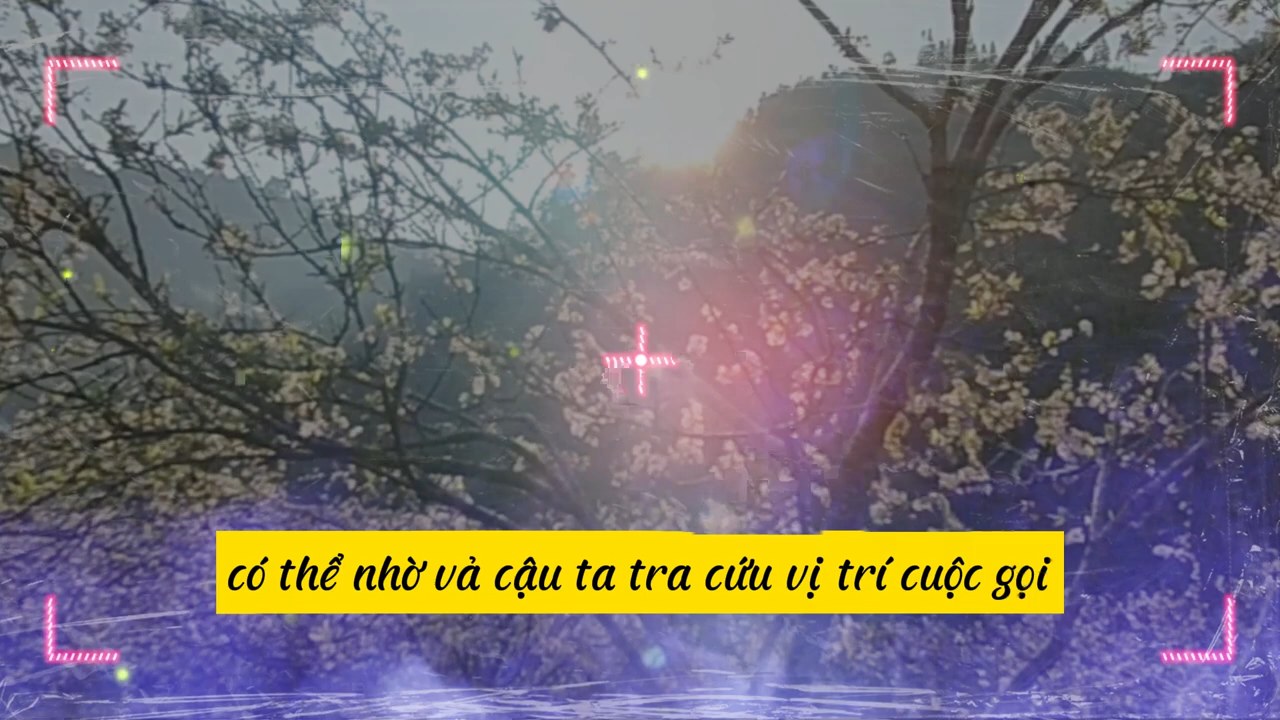 có thể nhờ vả cậu ta tra cứu vị trí cuộc gọi